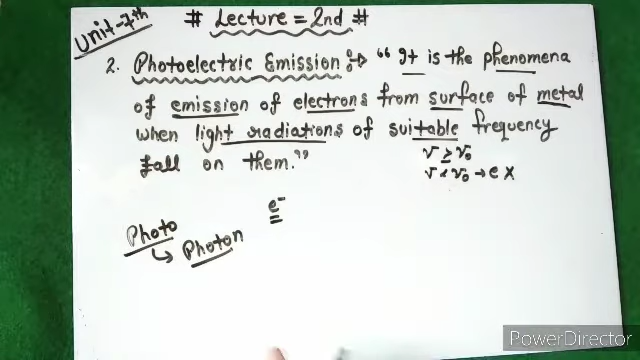 Unit-7th
# Lecture = 2nd #
2. Photoelectric Emission :→ " It is the phenomena
of emission of electrons from surface of metal
when light radiations of suitable frequency
fall on them."
ν ≥ ν₀
ν < ν₀ → e X
e⁻
Photo
↳ Photon
PowerDirector